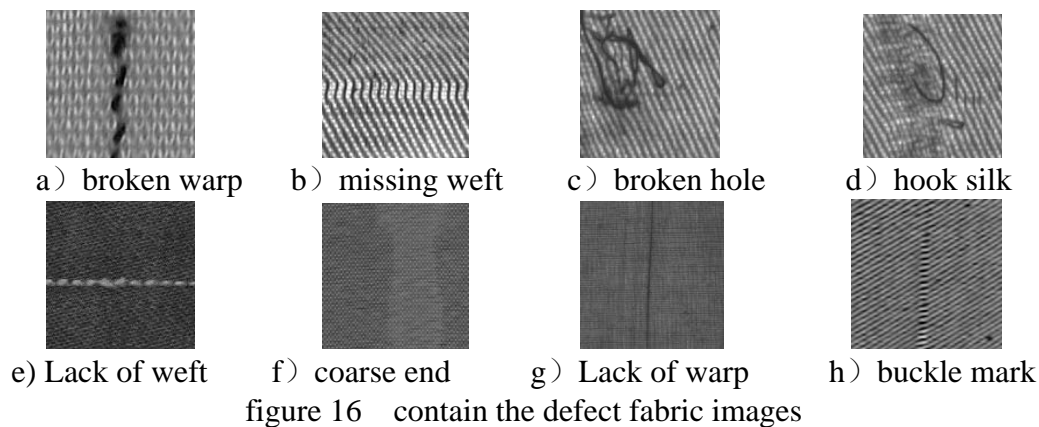 a）broken warp b）missing weft c）broken hole d）hook silk
e) Lack of weft f）coarse end g）Lack of warp h）buckle mark
figure 16 contain the defect fabric images